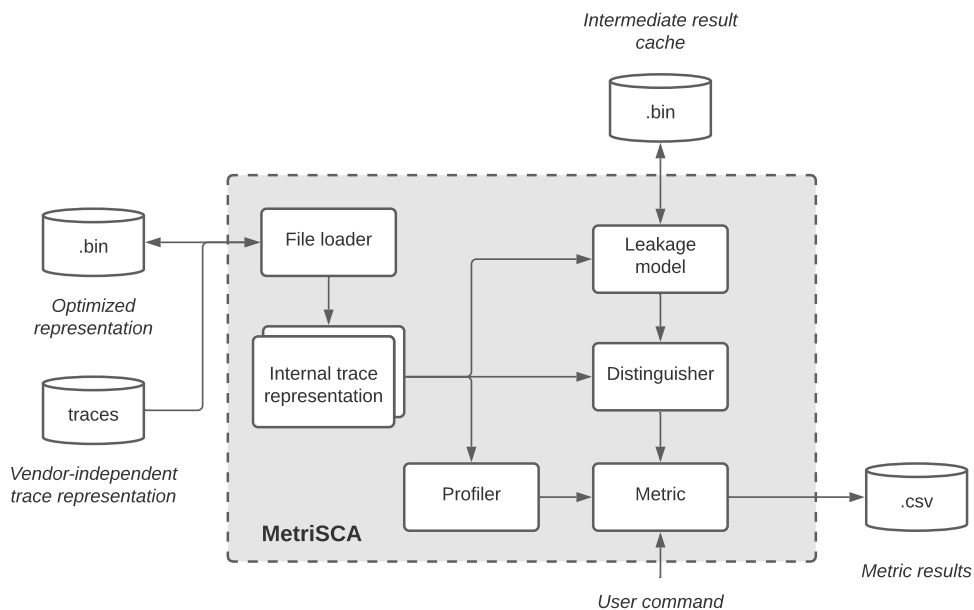 Intermediate result
cache
.bin
File loader
.bin
Leakage
model
Optimized
representation
Internal trace
representation
Distinguisher
traces
Vendor-independent
trace representation
Profiler
Metric
.csv
MetriSCA
Metric results
User command